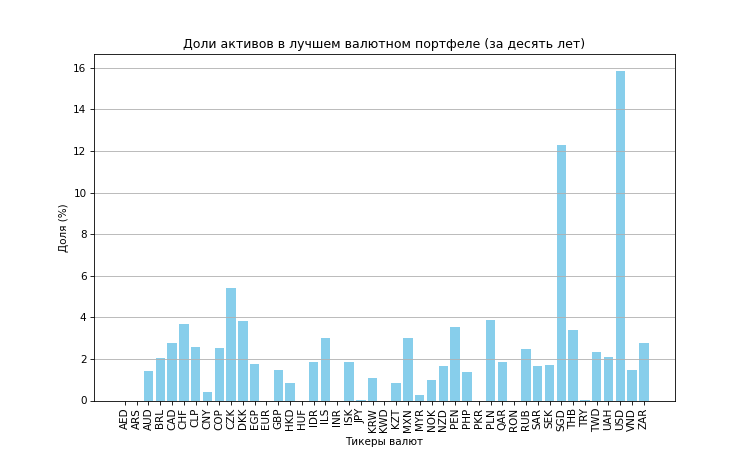 Доли активов в лучшем валютном портфеле (за десять лет)
Доля (%)
16
14
12
10
8
6
4
2
0
AED ARS AUD BRL CAD CHF CLP CNY COP CZK DKK EGP EUR GBP HKD HUF IDR ILS INR ISK JPY KRW KWD KZT MXN MYR NOK NZD PEN PHP PKR PLN QAR RON RUB SAR SEK SGD THB TRY TWD UAH USD VND ZAR
Тикеры валют